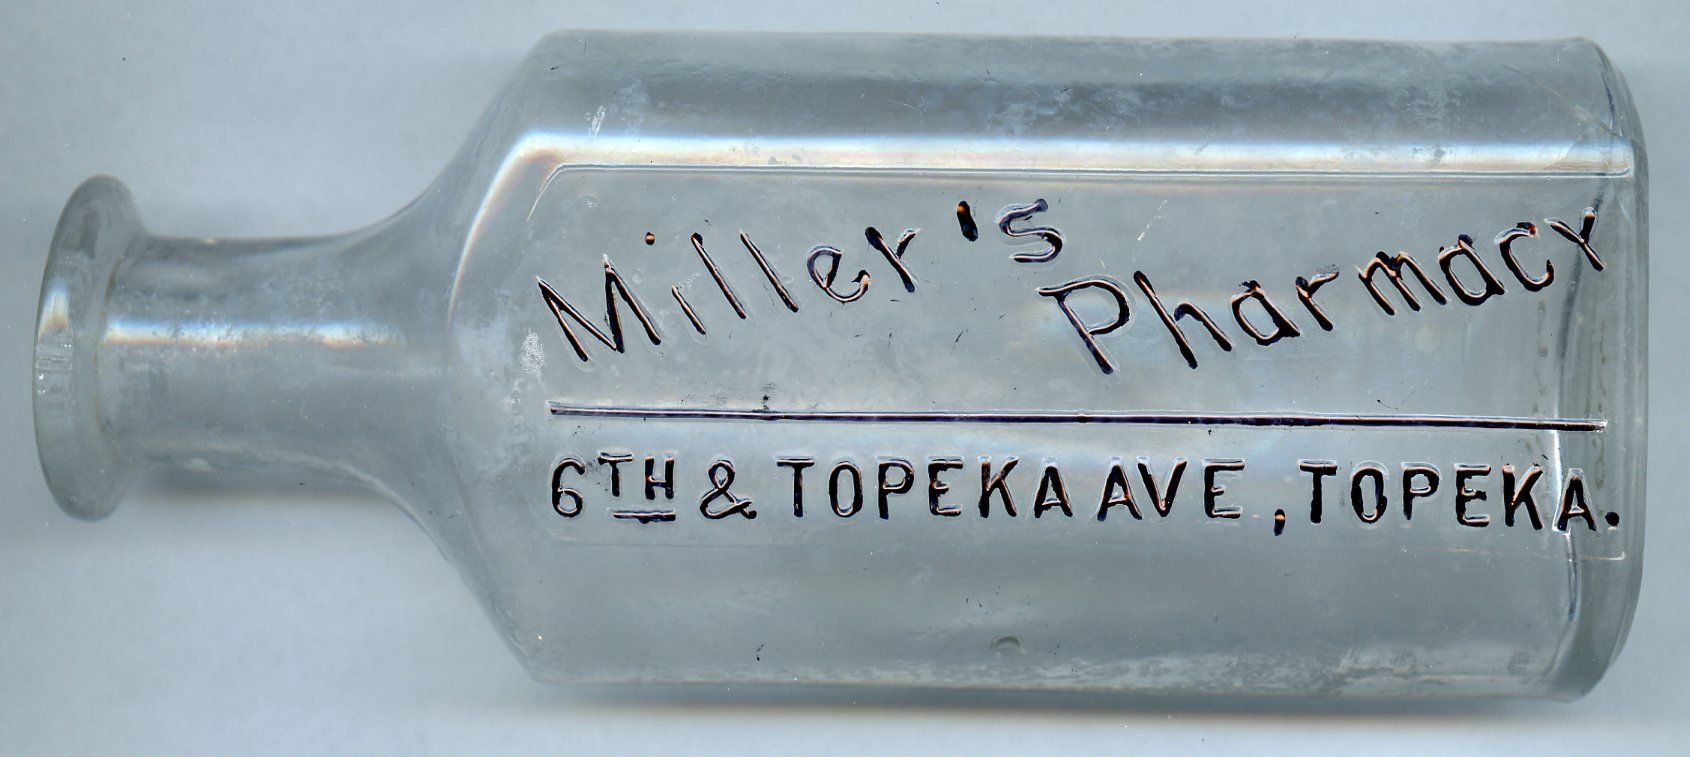 Miller's Pharmacy
6TH & TOPEKA AVE, TOPEKA.